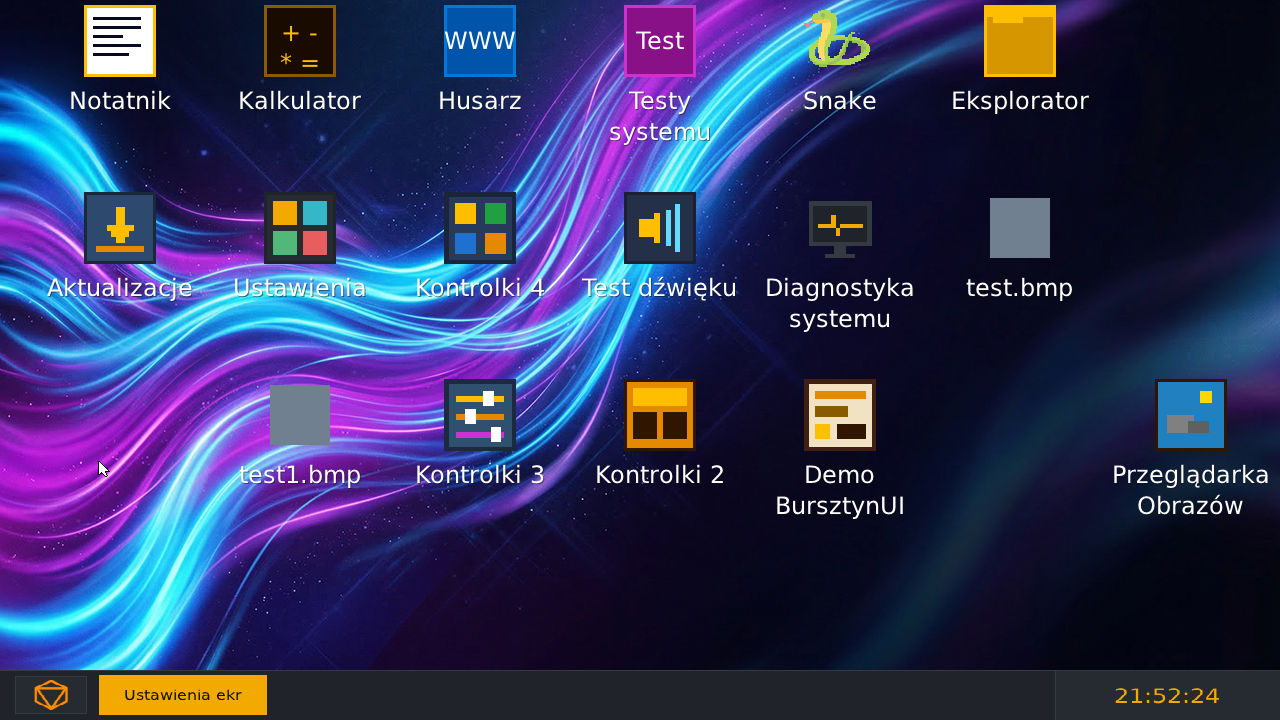 + -
* =
WWW
Test
Notatnik
Kalkulator
Husarz
Testy
systemu
Snake
Eksplorator
Aktualizacje
Ustawienia
Kontrolki 4
Test dźwięku
Diagnostyka
systemu
test.bmp
test1.bmp
Kontrolki 3
Kontrolki 2
Demo
BursztynUI
Przeglądarka
Obrazów
Ustawienia ekr
21:52:24